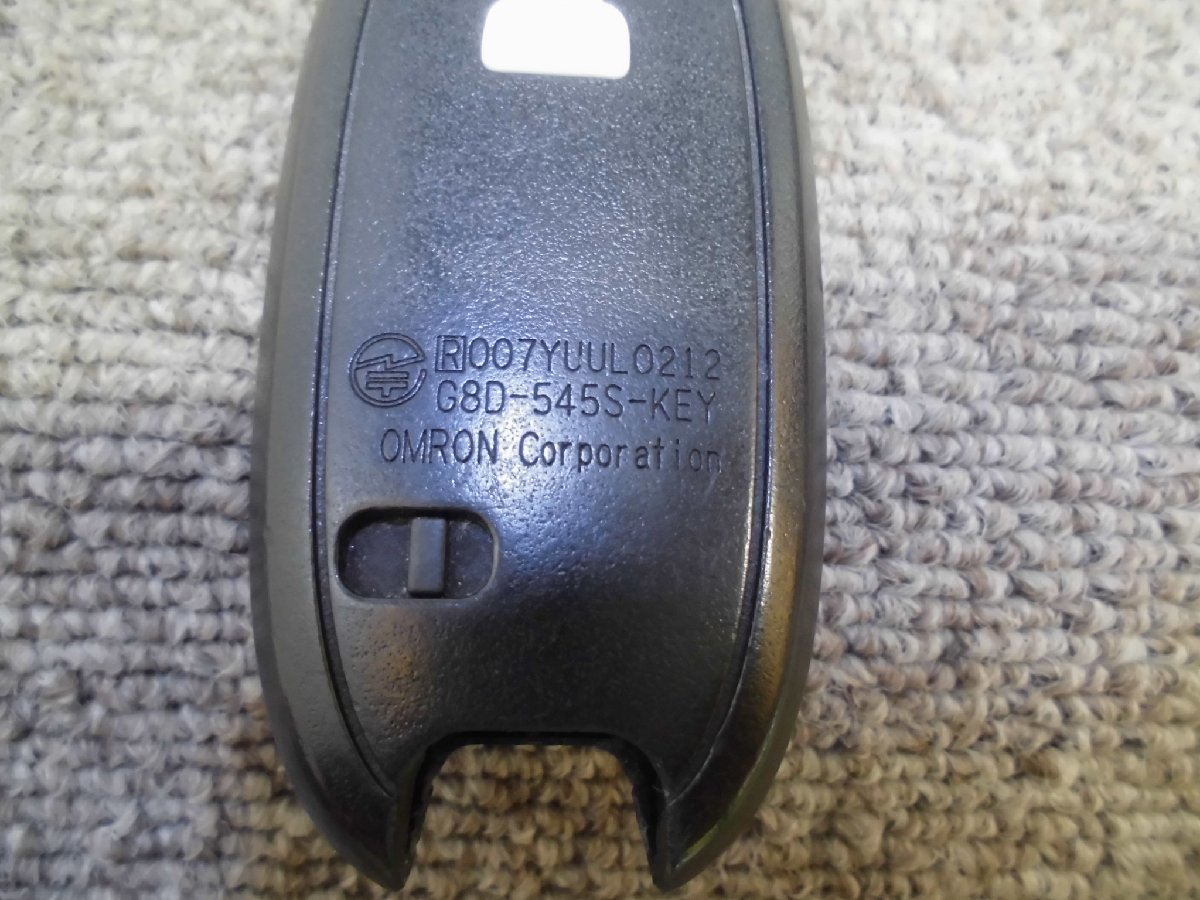 R007YUUL0212
G8D-545S-KEY
OMRON Corporation